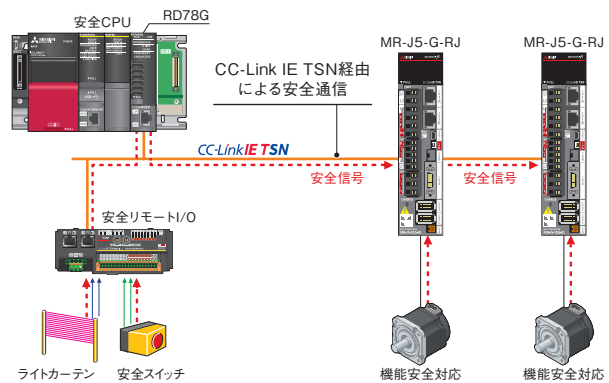 安全CPU
RD78G
MITSUBISHI
MR-J5-G-RJ
MR-J5-G-RJ
CC-Link IE TSN経由
による安全通信
CC-Link IE TSN
安全信号
安全信号
安全リモートI/O
CHARGE
CHARGE
ライトカーテン
安全スイッチ
機能安全対応
機能安全対応